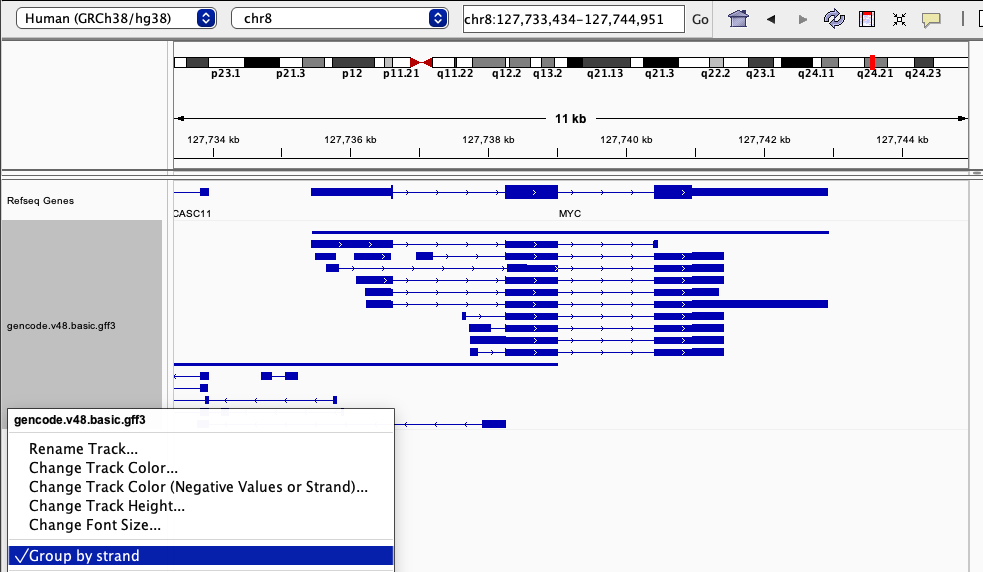 Human (GRCh38/hg38) chr8 chr8:127,733,434-127,744,951 Go
p23.1 p21.3 p12 p11.21 q11.22 q12.2 q13.2 q21.13 q21.3 q22.2 q23.1 q24.11 q24.21 q24.23
11 kb
127,734 kb 127,736 kb 127,738 kb 127,740 kb 127,742 kb 127,744 kb
Refseq Genes
CASC11 MYC
gencode.v48.basic.gff3
gencode.v48.basic.gff3
Rename Track...
Change Track Color...
Change Track Color (Negative Values or Strand)...
Change Track Height...
Change Font Size...
✓Group by strand